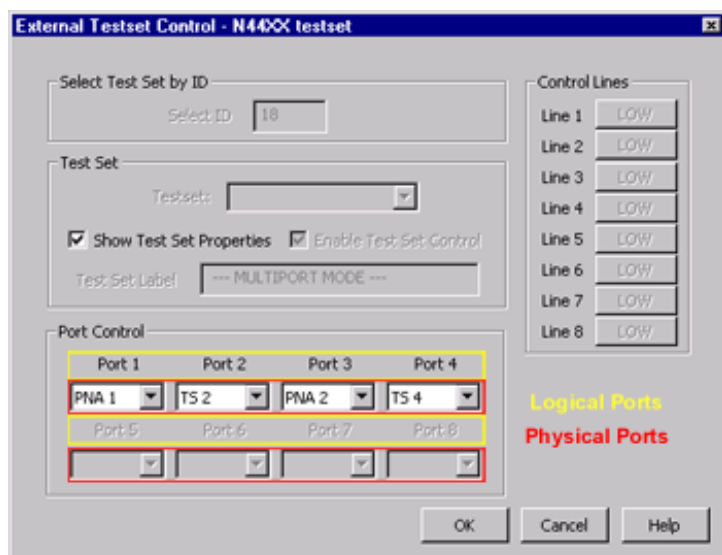 External Testset Control - N44XX testset
Select Test Set by ID
Select ID 18
Test Set
Testset:
Show Test Set Properties Enable Test Set Control
Test Set Label --- MULTIPORT MODE ---
Port Control
Port 1 Port 2 Port 3 Port 4
PNA 1 TS 2 PNA 2 TS 4
Port 5 Port 6 Port 7 Port 8
Control Lines
Line 1 LOW
Line 2 LOW
Line 3 LOW
Line 4 LOW
Line 5 LOW
Line 6 LOW
Line 7 LOW
Line 8 LOW
Logical Ports
Physical Ports
OK Cancel Help